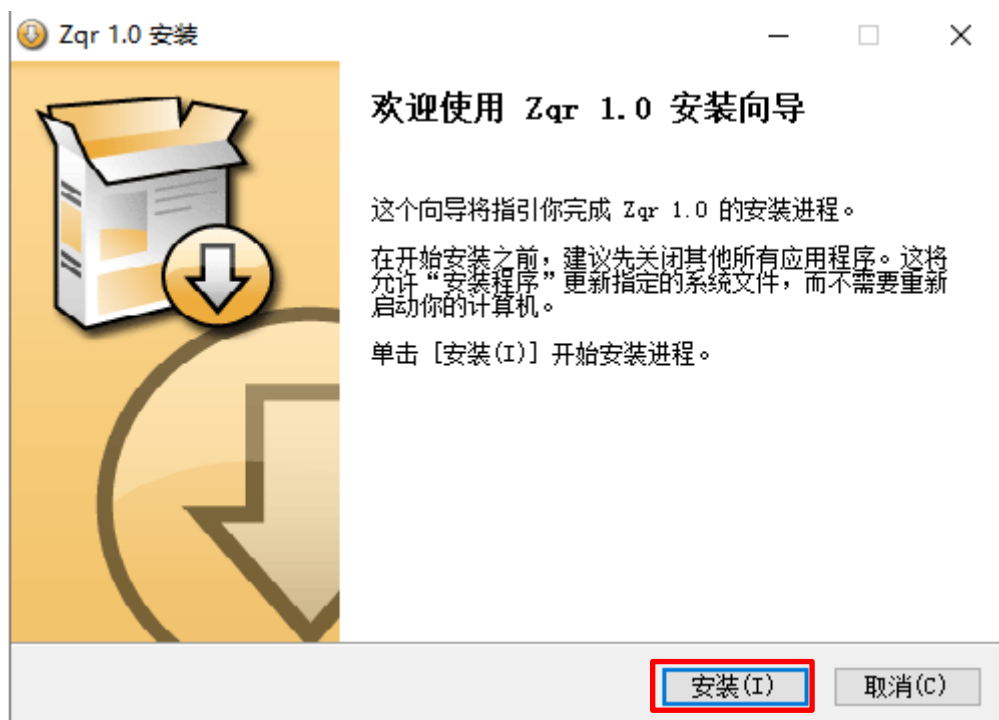 Zqr 1.0 安装
欢迎使用 Zqr 1.0 安装向导
这个向导将指引你完成 Zqr 1.0 的安装进程。
在开始安装之前，建议先关闭其他所有应用程序。这将
允许“安装程序”更新指定的系统文件，而不需要重新
启动你的计算机。
单击 [安装(I)] 开始安装进程。
安装(I)
取消(C)